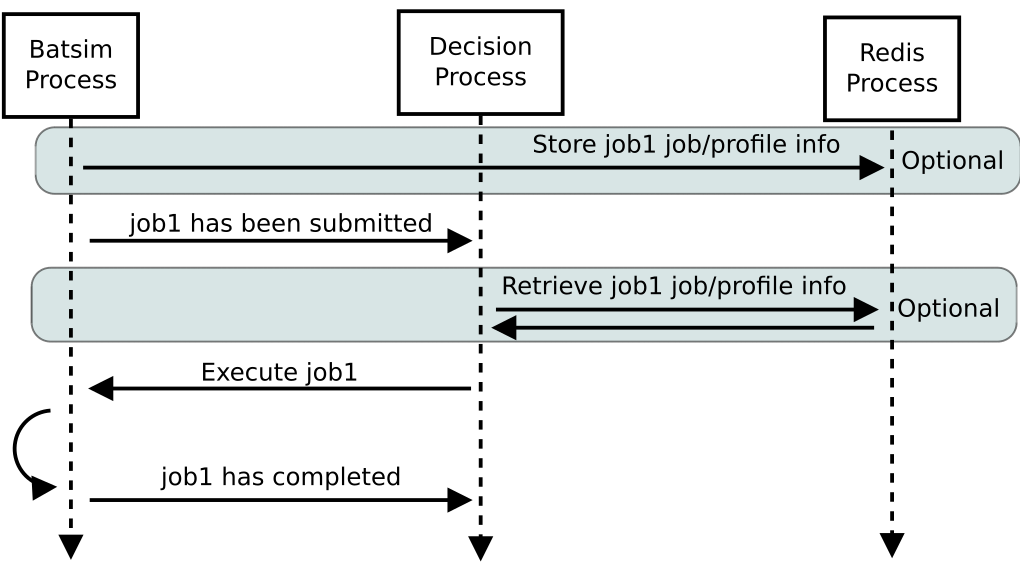 Batsim
Process
Decision
Process
Redis
Process
Store job1 job/profile info
Optional
job1 has been submitted
Retrieve job1 job/profile info
Optional
Execute job1
job1 has completed